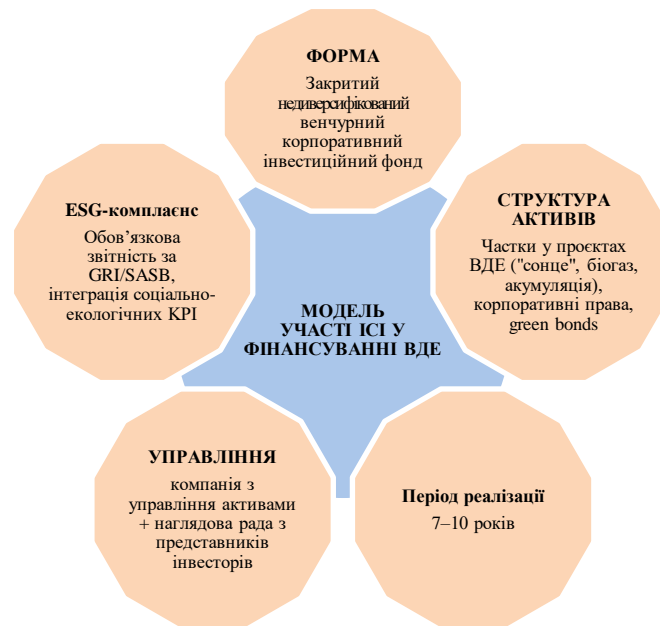 ФОРМА
Закритий
недиверсифікований
венчурний
корпоративний
інвестиційний фонд
СТРУКТУРА
АКТИВІВ
Частки у проєктах
ВДЕ ("сонце", біогаз,
акумуляція),
корпоративні права,
green bonds
Період реалізації
7–10 років
УПРАВЛІННЯ
компанія з
управління активами
+ наглядова рада з
представників
інвесторів
ESG-комплаєнс
Обов’язкова
звітність за
GRI/SASB,
інтеграція соціально-
екологічних KPI
МОДЕЛЬ
УЧАСТІ ІСІ У
ФІНАНСУВАННІ ВДЕ